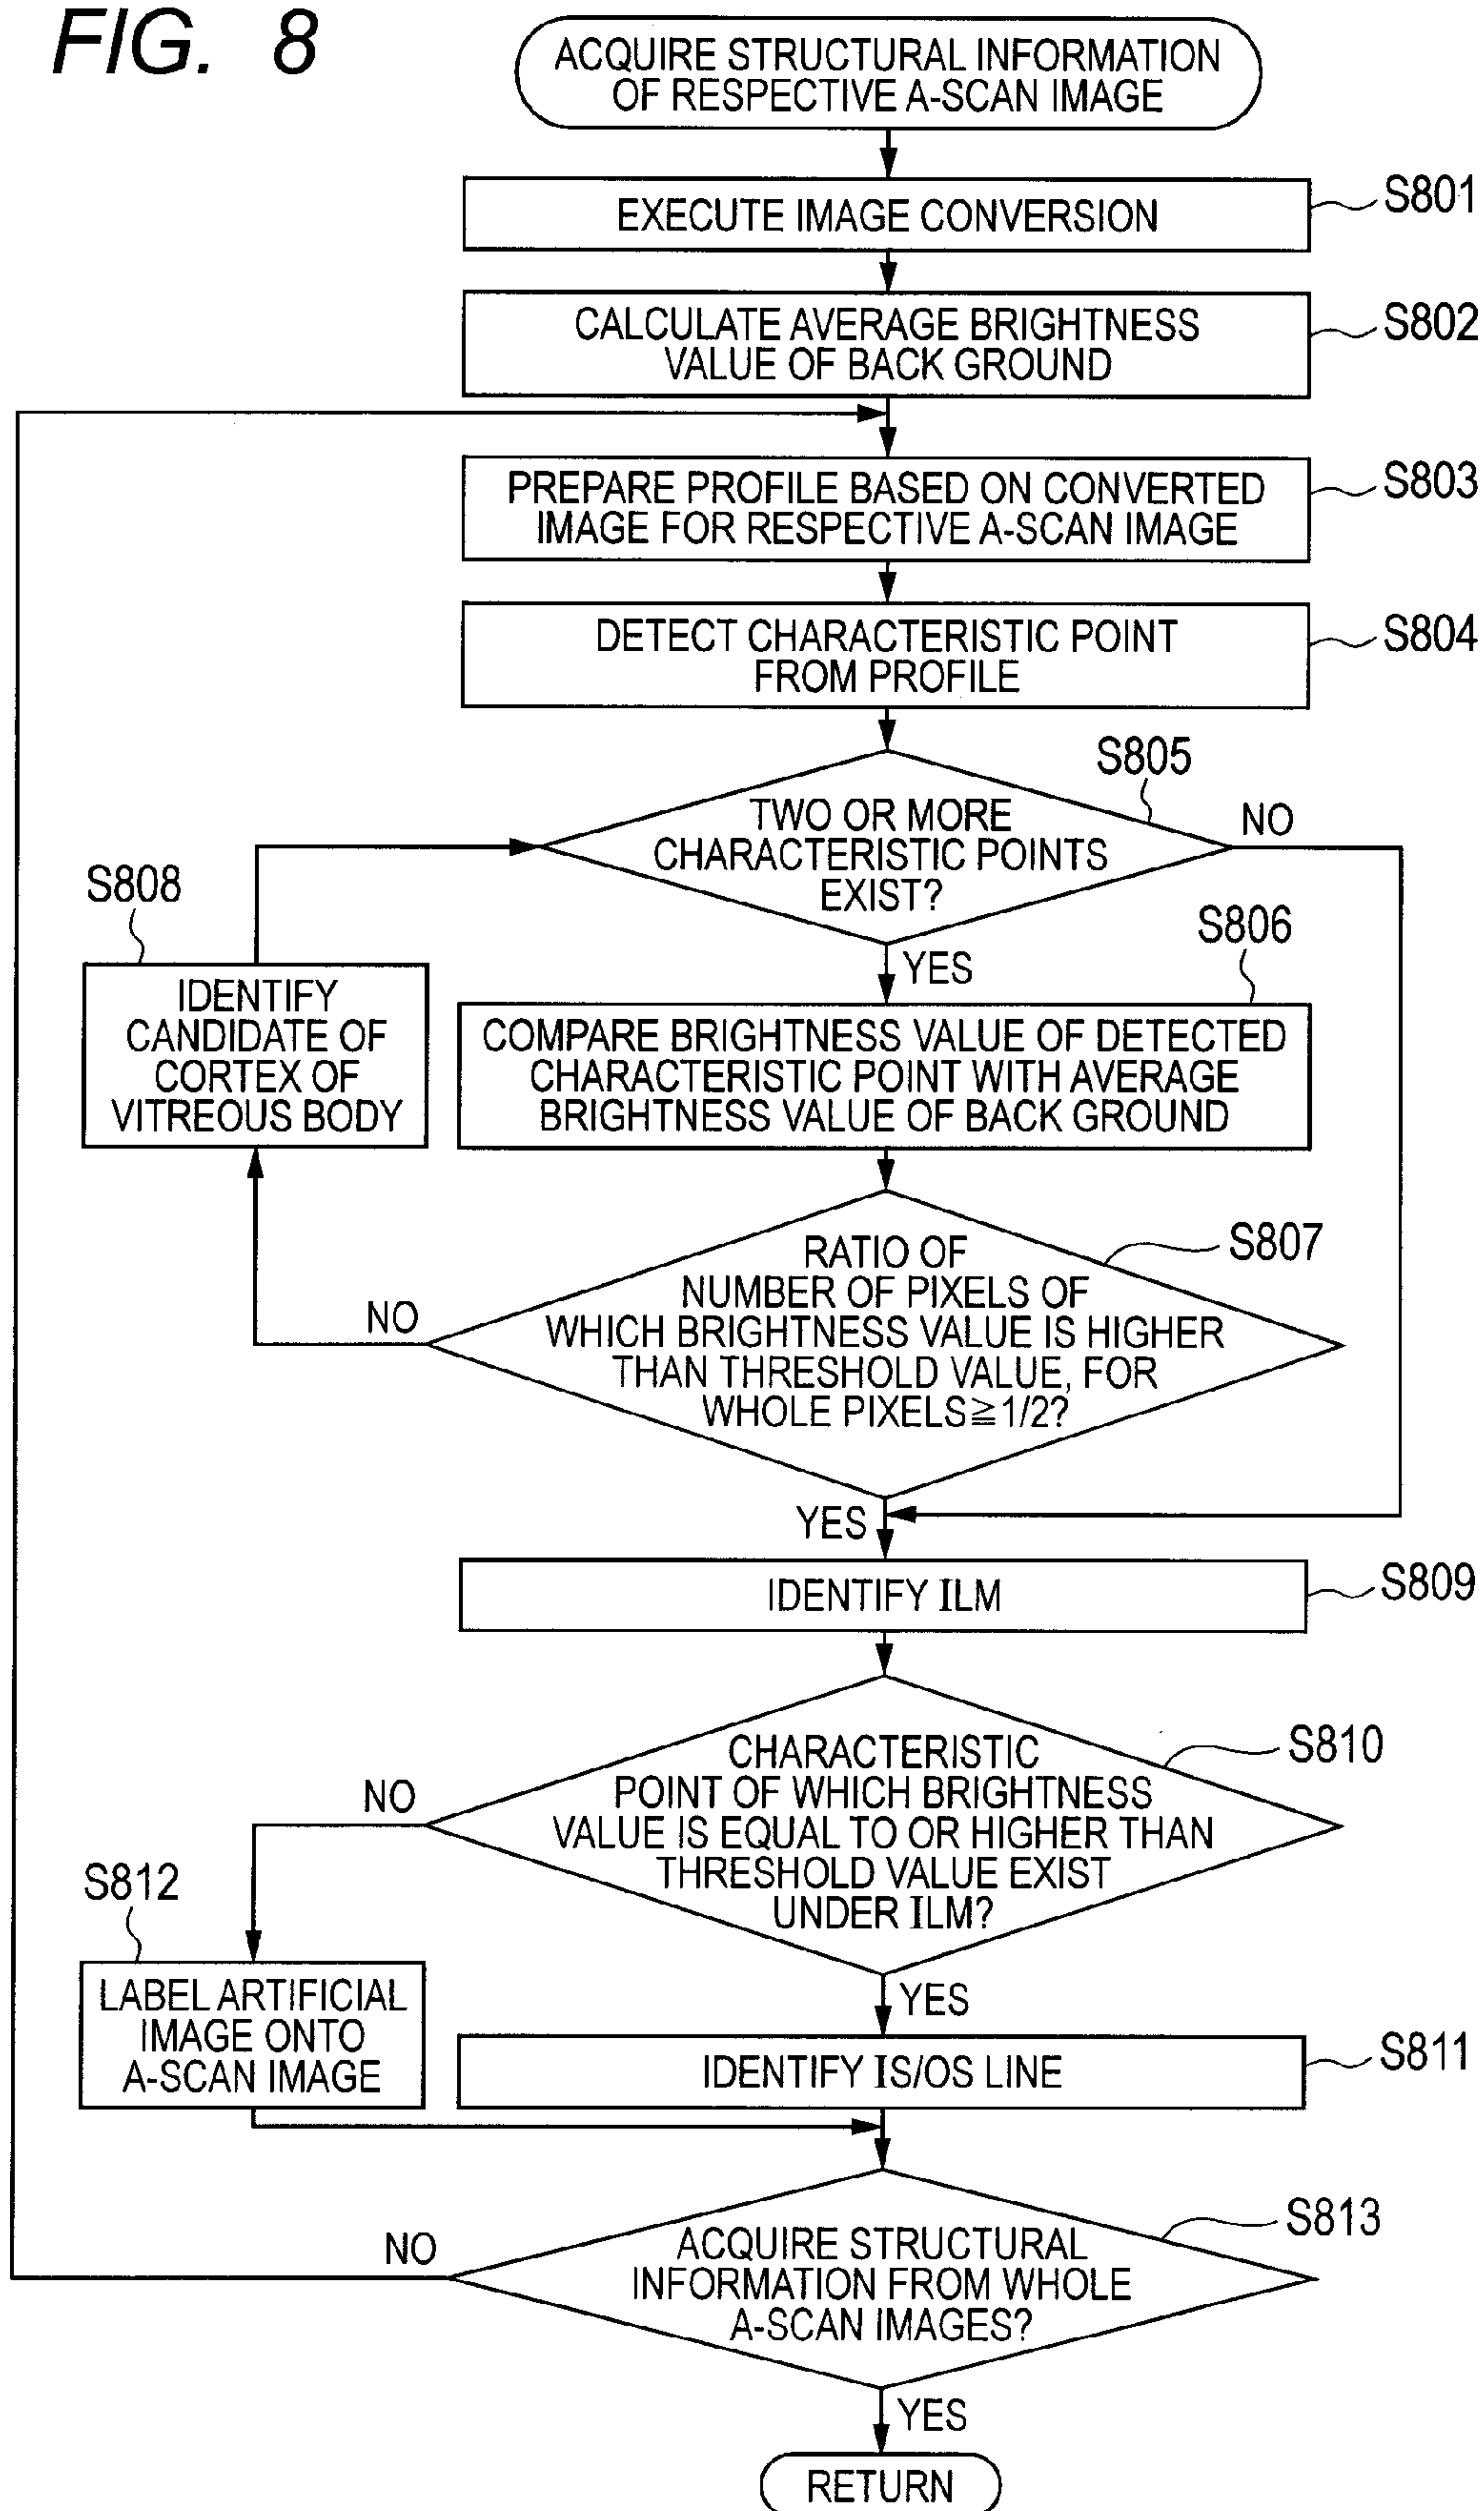 FIG. 8
ACQUIRE STRUCTURAL INFORMATION
OF RESPECTIVE A-SCAN IMAGE
S801
EXECUTE IMAGE CONVERSION
S802
CALCULATE AVERAGE BRIGHTNESS
VALUE OF BACK GROUND
S803
PREPARE PROFILE BASED ON CONVERTED
IMAGE FOR RESPECTIVE A-SCAN IMAGE
S804
DETECT CHARACTERISTIC POINT
FROM PROFILE
S805
TWO OR MORE
CHARACTERISTIC POINTS
EXIST?
NO
YES
S808
IDENTIFY
CANDIDATE OF
CORTEX OF
VITREOUS BODY
S806
COMPARE BRIGHTNESS VALUE OF DETECTED
CHARACTERISTIC POINT WITH AVERAGE
BRIGHTNESS VALUE OF BACK GROUND
S807
RATIO OF
NUMBER OF PIXELS OF
WHICH BRIGHTNESS VALUE IS HIGHER
THAN THRESHOLD VALUE, FOR
WHOLE PIXELS≧1/2?
NO
YES
S809
IDENTIFY ILM
S810
CHARACTERISTIC
POINT OF WHICH BRIGHTNESS
VALUE IS EQUAL TO OR HIGHER THAN
THRESHOLD VALUE EXIST
UNDER ILM?
NO
YES
S812
LABEL ARTIFICIAL
IMAGE ONTO
A-SCAN IMAGE
S811
IDENTIFY IS/OS LINE
S813
ACQUIRE STRUCTURAL
INFORMATION FROM WHOLE
A-SCAN IMAGES?
NO
YES
RETURN